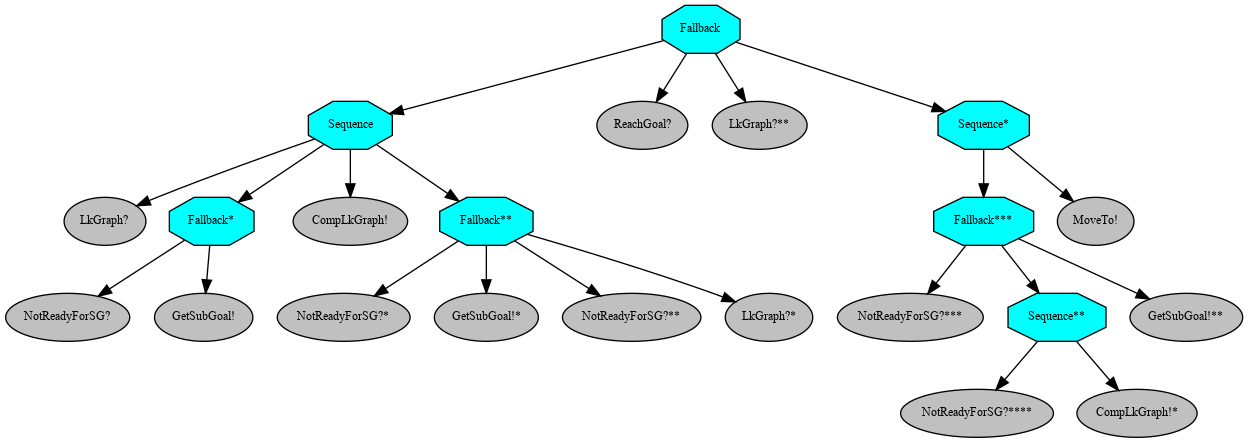 Fallback
Sequence
ReachGoal?
LkGraph?**
Sequence*
LkGraph?
Fallback*
CompLkGraph!
Fallback**
Fallback***
MoveTo!
NotReadyForSG?
GetSubGoal!
NotReadyForSG?*
GetSubGoal!*
NotReadyForSG?**
LkGraph?*
NotReadyForSG?***
Sequence**
GetSubGoal!**
NotReadyForSG?****
CompLkGraph!*